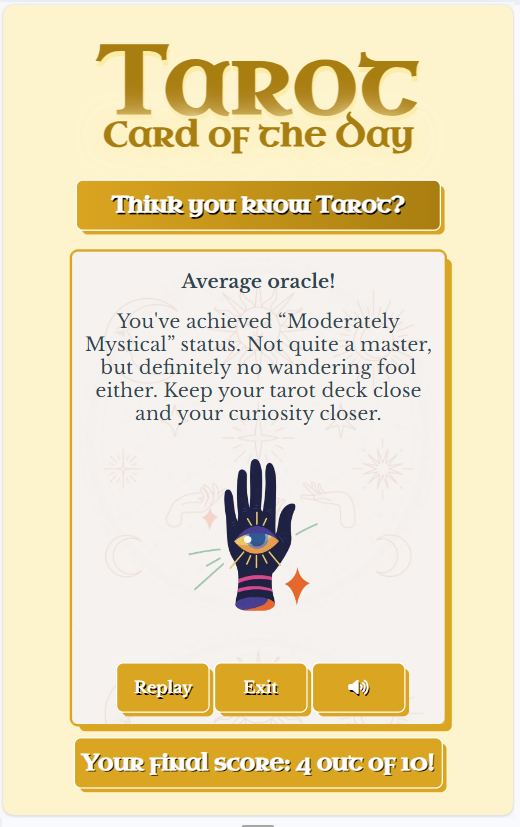 Tarot
Card of the Day
Think you know Tarot?
Average oracle!
You've achieved “Moderately
Mystical” status. Not quite a master,
but definitely no wandering fool
either. Keep your tarot deck close
and your curiosity closer.
Replay
Exit
Your final score: 4 out of 10!